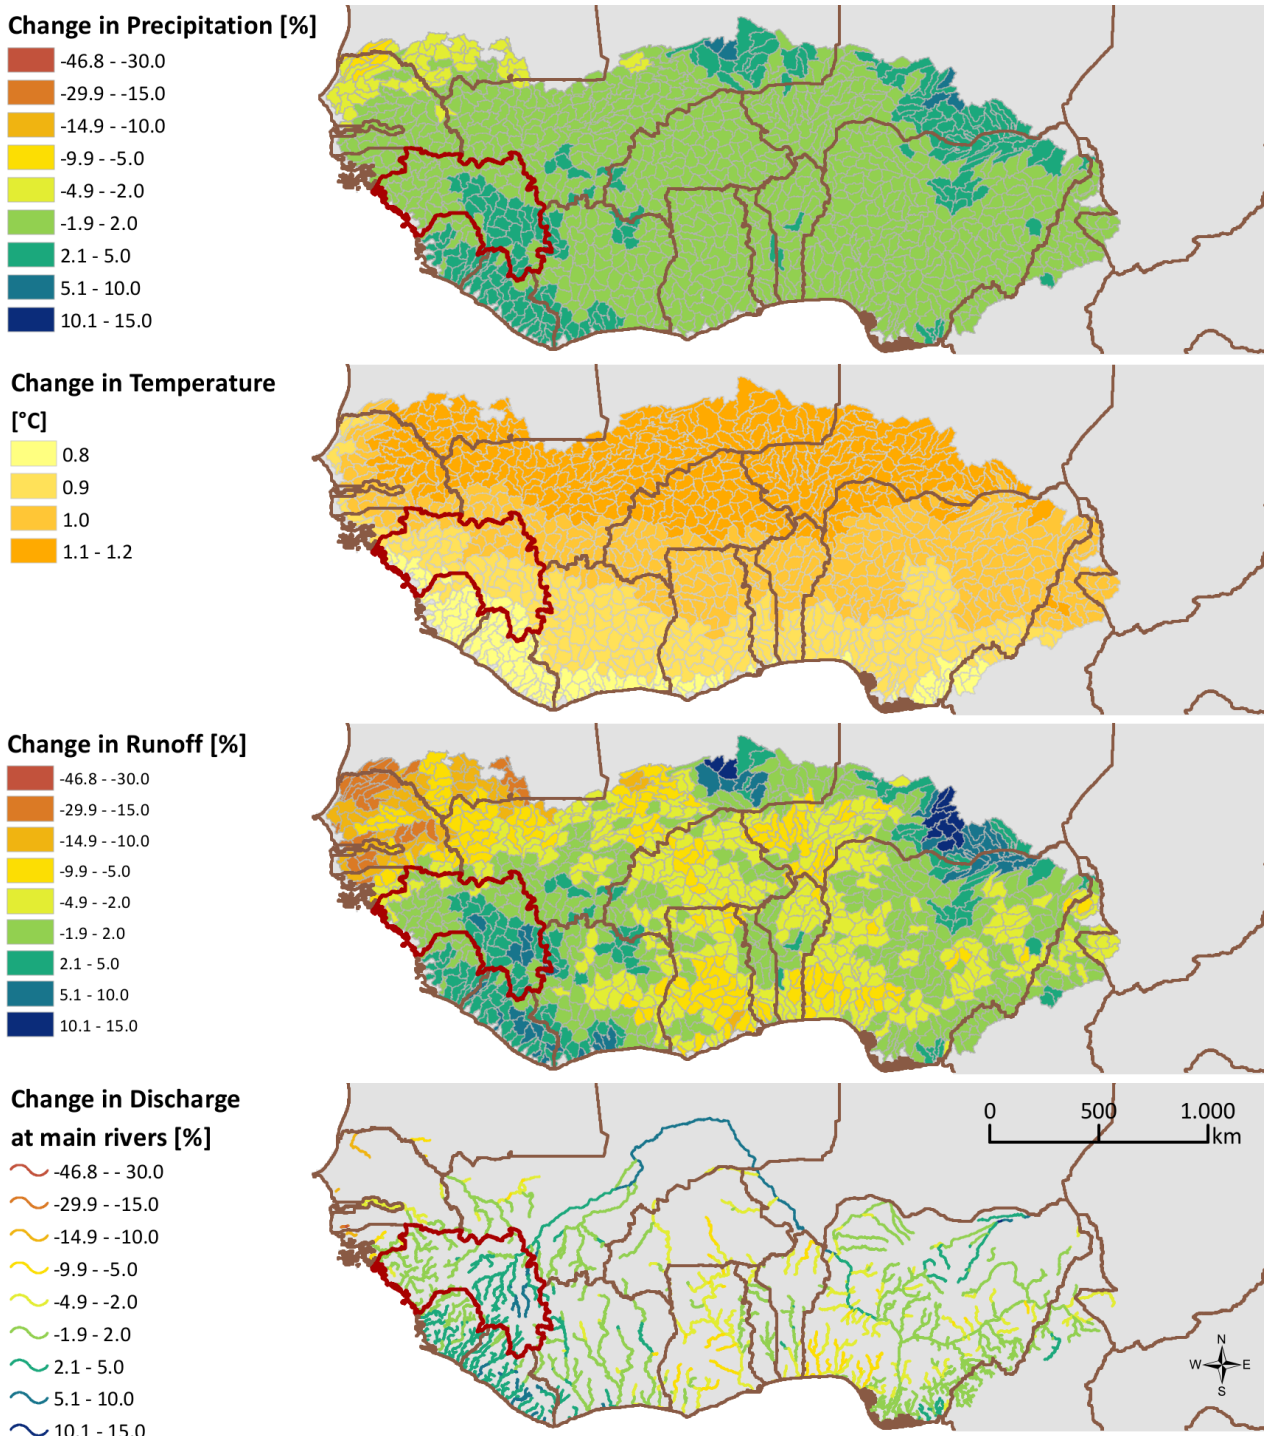 Change in Precipitation [%]
-46.8 - -30.0
-29.9 - -15.0
-14.9 - -10.0
-9.9 - -5.0
-4.9 - -2.0
-1.9 - 2.0
2.1 - 5.0
5.1 - 10.0
10.1 - 15.0
Change in Temperature
[°C]
0.8
0.9
1.0
1.1 - 1.2
Change in Runoff [%]
-46.8 - -30.0
-29.9 - -15.0
-14.9 - -10.0
-9.9 - -5.0
-4.9 - -2.0
-1.9 - 2.0
2.1 - 5.0
5.1 - 10.0
10.1 - 15.0
Change in Discharge
at main rivers [%]
-46.8 - - 30.0
-29.9 - -15.0
-14.9 - -10.0
-9.9 - -5.0
-4.9 - -2.0
-1.9 - 2.0
2.1 - 5.0
5.1 - 10.0
10.1 - 15.0
0 500 1.000
km
N
W E
S